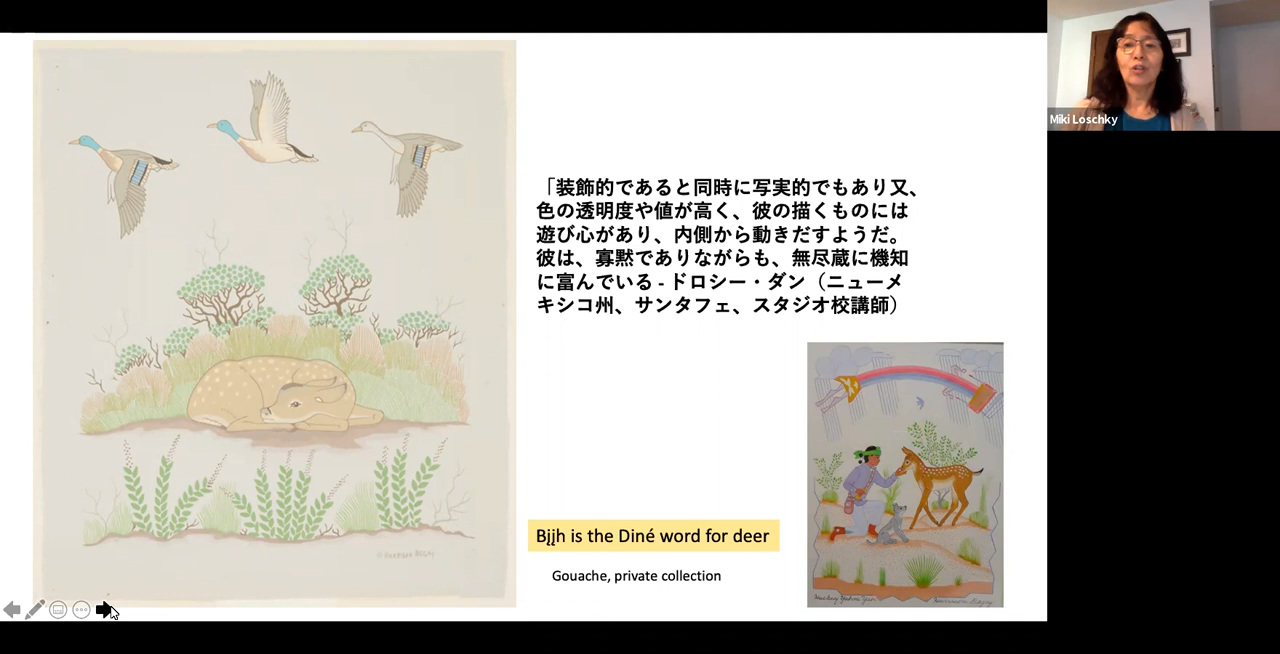 Miki Loschky
「装飾的であると同時に写実的でもあり又、
色の透明度や値が高く、彼の描くものには
遊び心があり、内側から動きだすようだ。
彼は、寡黙でありながらも、無尽蔵に機知
に富んでいる - ドロシー・ダン（ニューメ
キシコ州、サンタフェ、スタジオ校講師）
Bįįh is the Diné word for deer
Gouache, private collection